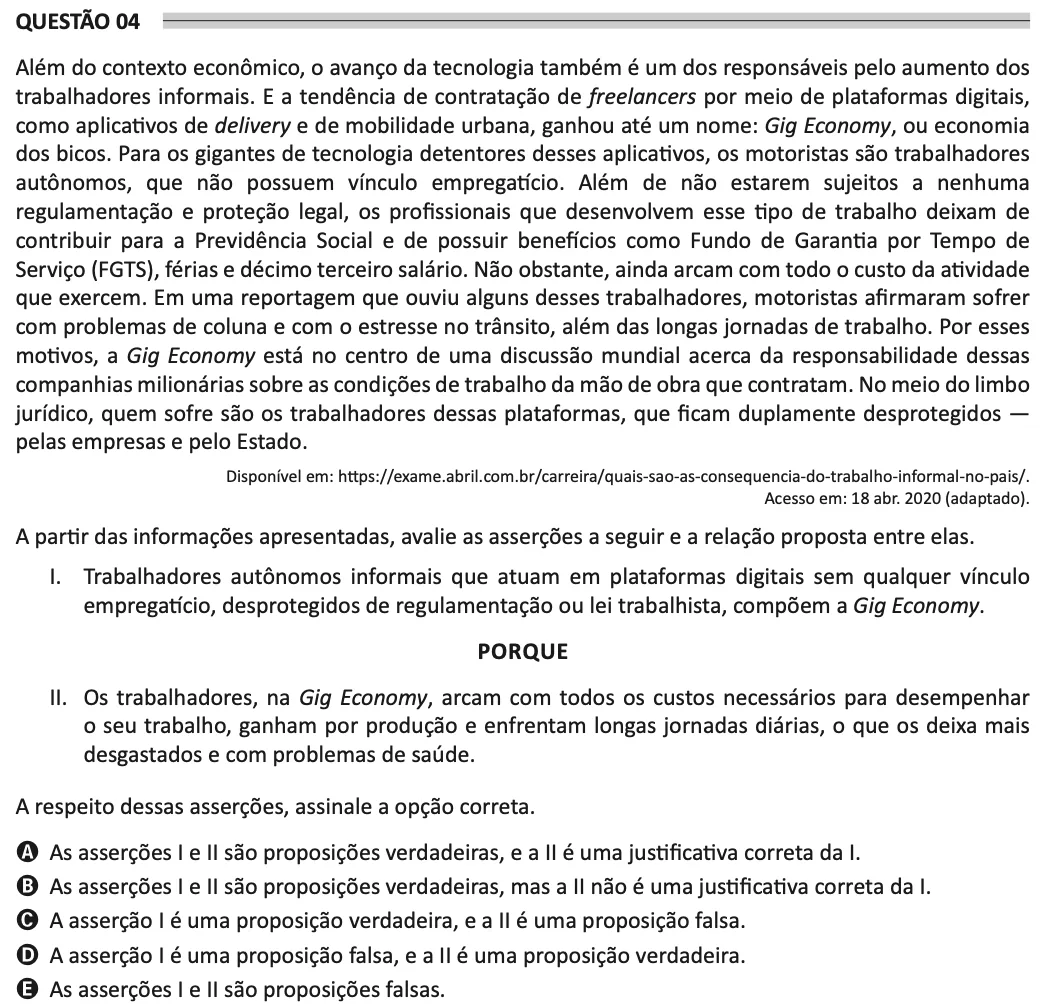 QUESTÃO 04
Além do contexto econômico, o avanço da tecnologia também é um dos responsáveis pelo aumento dos
trabalhadores informais. E a tendência de contratação de freelancers por meio de plataformas digitais,
como aplicativos de delivery e de mobilidade urbana, ganhou até um nome: Gig Economy, ou economia
dos bicos. Para os gigantes de tecnologia detentores desses aplicativos, os motoristas são trabalhadores
autônomos, que não possuem vínculo empregatício. Além de não estarem sujeitos a nenhuma
regulamentação e proteção legal, os profissionais que desenvolvem esse tipo de trabalho deixam de
contribuir para a Previdência Social e de possuir benefícios como Fundo de Garantia por Tempo de
Serviço (FGTS), férias e décimo terceiro salário. Não obstante, ainda arcam com todo o custo da atividade
que exercem. Em uma reportagem que ouviu alguns desses trabalhadores, motoristas afirmaram sofrer
com problemas de coluna e com o estresse no trânsito, além das longas jornadas de trabalho. Por esses
motivos, a Gig Economy está no centro de uma discussão mundial acerca da responsabilidade dessas
companhias milionárias sobre as condições de trabalho da mão de obra que contratam. No meio do limbo
jurídico, quem sofre são os trabalhadores dessas plataformas, que ficam duplamente desprotegidos —
pelas empresas e pelo Estado.
Disponível em: https://exame.abril.com.br/carreira/quais-sao-as-consequencia-do-trabalho-informal-no-pais/.
Acesso em: 18 abr. 2020 (adaptado).
A partir das informações apresentadas, avalie as asserções a seguir e a relação proposta entre elas.
I. Trabalhadores autônomos informais que atuam em plataformas digitais sem qualquer vínculo
empregatício, desprotegidos de regulamentação ou lei trabalhista, compõem a Gig Economy.
PORQUE
II. Os trabalhadores, na Gig Economy, arcam com todos os custos necessários para desempenhar
o seu trabalho, ganham por produção e enfrentam longas jornadas diárias, o que os deixa mais
desgastados e com problemas de saúde.
A respeito dessas asserções, assinale a opção correta.
A As asserções I e II são proposições verdadeiras, e a II é uma justificativa correta da I.
B As asserções I e II são proposições verdadeiras, mas a II não é uma justificativa correta da I.
C A asserção I é uma proposição verdadeira, e a II é uma proposição falsa.
D A asserção I é uma proposição falsa, e a II é uma proposição verdadeira.
E As asserções I e II são proposições falsas.